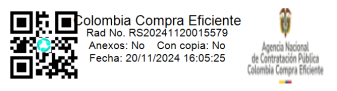 Colombia Compra Eficiente
Rad No. RS20241120015579
Anexos: No Con copia: No
Fecha: 20/11/2024 16:05:25
Agencia Nacional
de Contratación Pública
Colombia Compra Eficiente